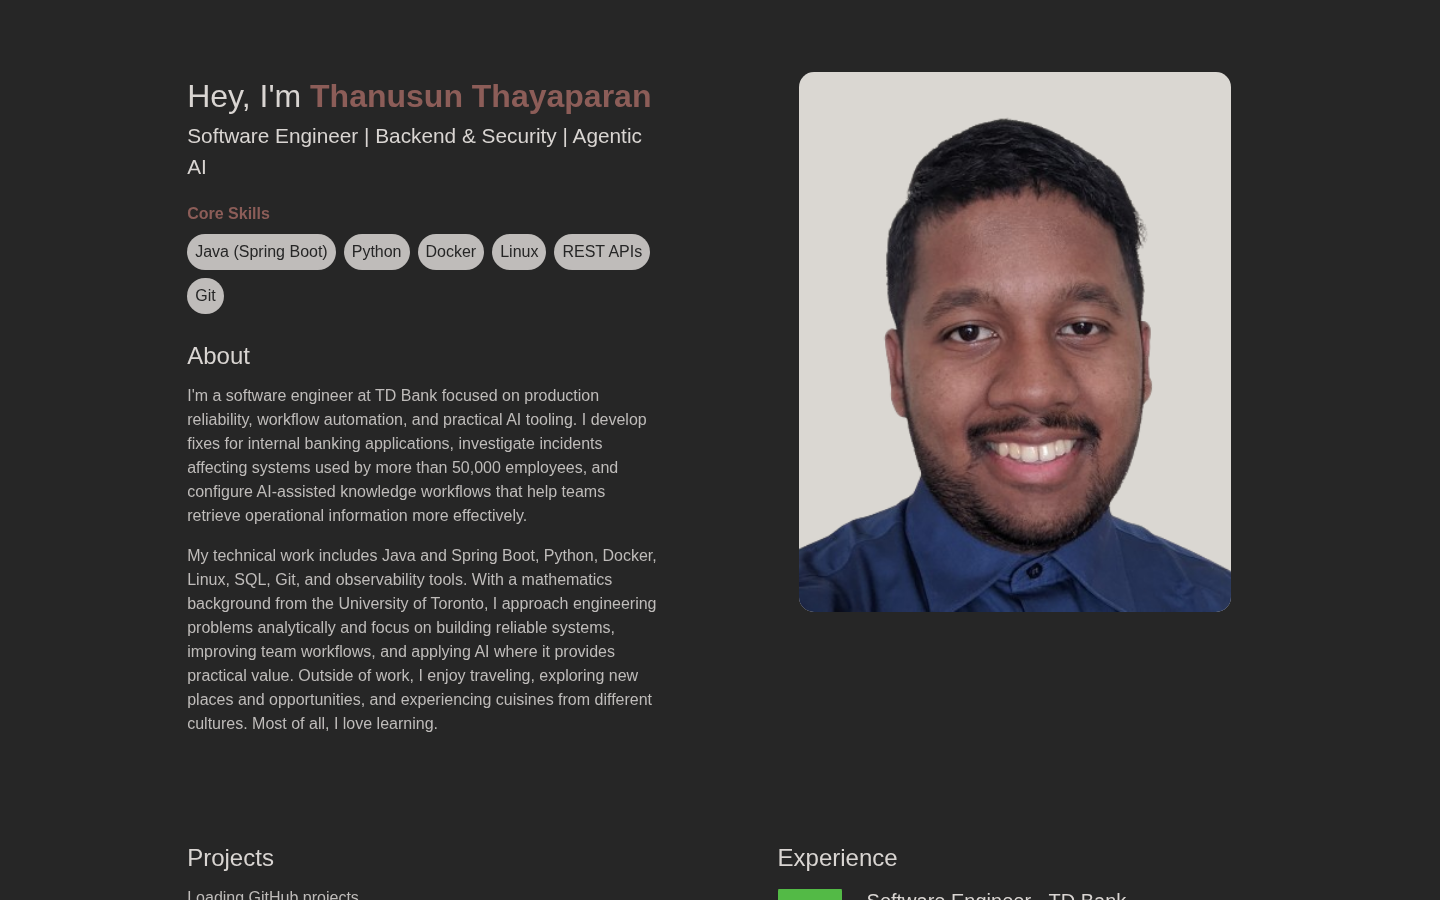 Hey, I'm Thanusun Thayaparan
Software Engineer | Backend & Security | Agentic
AI
Core Skills
Java (Spring Boot) Python Docker Linux REST APIs
Git
About
I'm a software engineer at TD Bank focused on production
reliability, workflow automation, and practical AI tooling. I develop
fixes for internal banking applications, investigate incidents
affecting systems used by more than 50,000 employees, and
configure AI-assisted knowledge workflows that help teams
retrieve operational information more effectively.
My technical work includes Java and Spring Boot, Python, Docker,
Linux, SQL, Git, and observability tools. With a mathematics
background from the University of Toronto, I approach engineering
problems analytically and focus on building reliable systems,
improving team workflows, and applying AI where it provides
practical value. Outside of work, I enjoy traveling, exploring new
places and opportunities, and experiencing cuisines from different
cultures. Most of all, I love learning.
Projects
Loading GitHub projects
Experience
Software Engineer - TD Bank